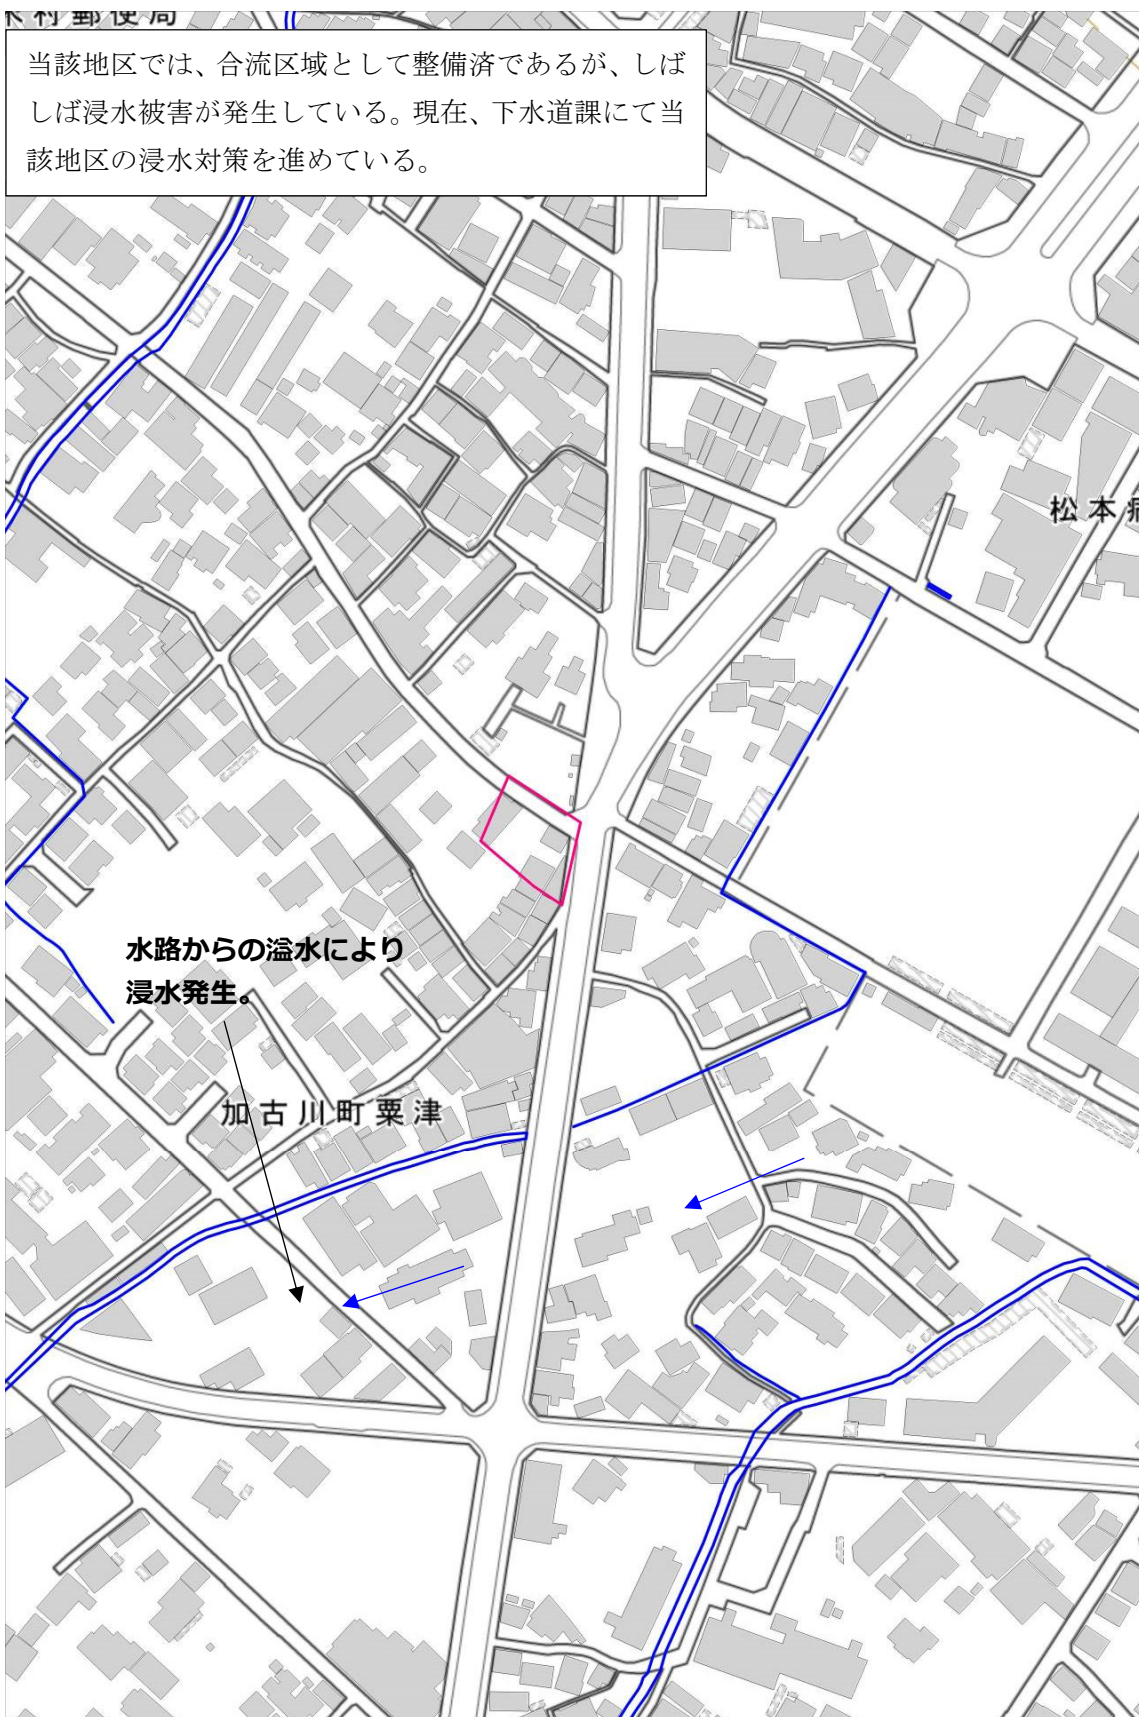 村郵便局
当該地区では、合流区域として整備済であるが、しば
しば浸水被害が発生している。現在、下水道課にて当
該地区の浸水対策を進めている。
松本病
水路からの溢水により
浸水発生。
加古川町粟津